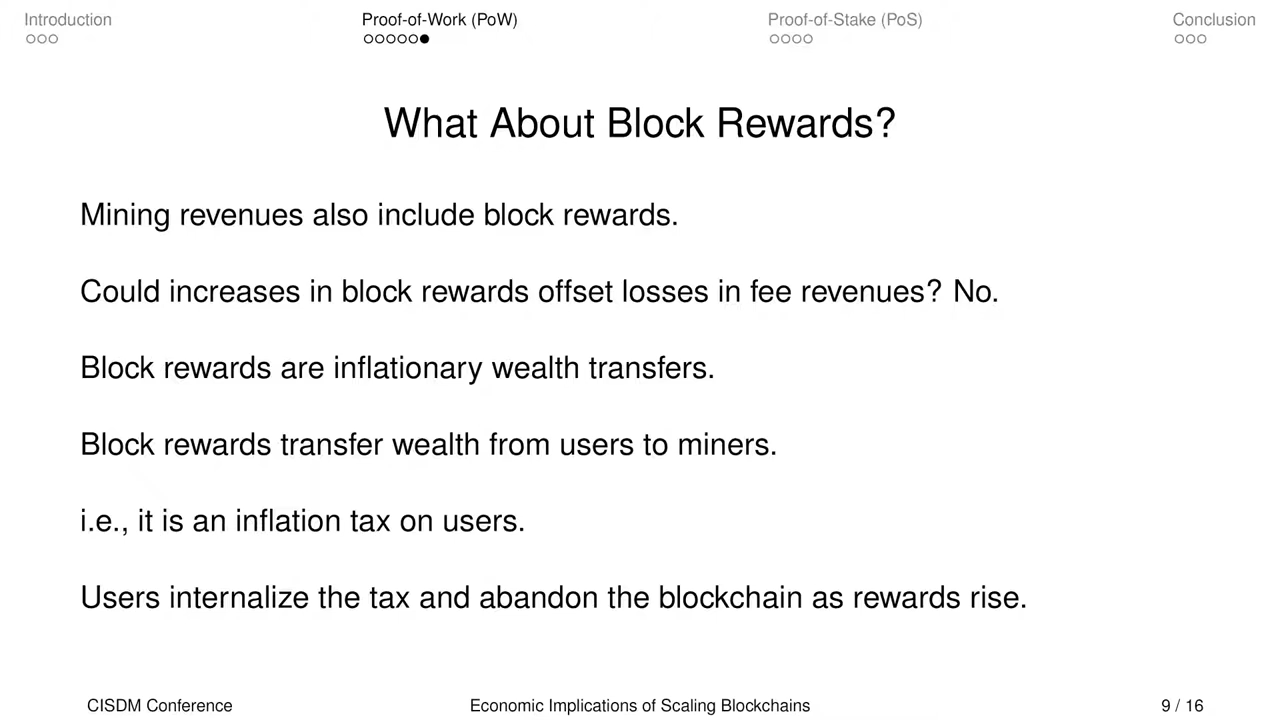 Introduction
Proof-of-Work (PoW)
Proof-of-Stake (PoS)
Conclusion
What About Block Rewards?
Mining revenues also include block rewards.
Could increases in block rewards offset losses in fee revenues? No.
Block rewards are inflationary wealth transfers.
Block rewards transfer wealth from users to miners.
i.e., it is an inflation tax on users.
Users internalize the tax and abandon the blockchain as rewards rise.
CISDM Conference
Economic Implications of Scaling Blockchains
9 / 16